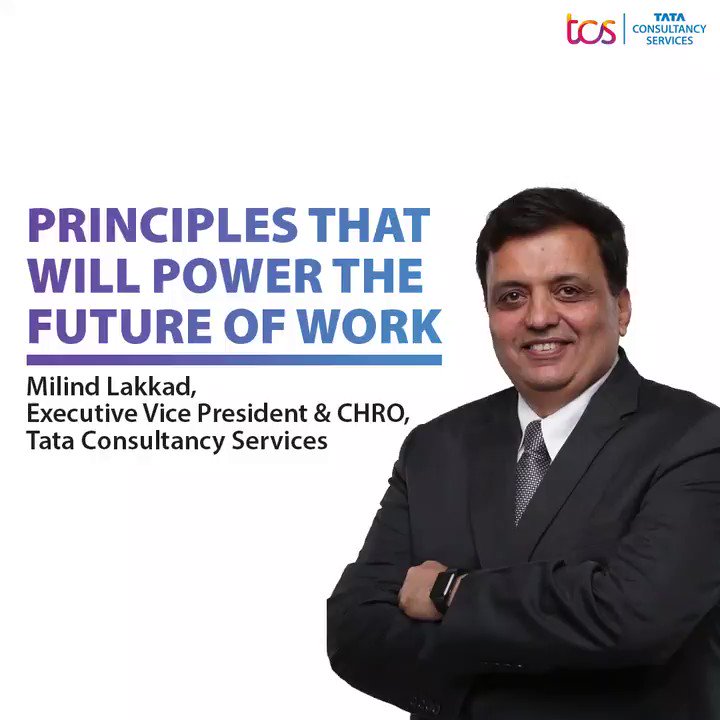 tcs
TATA
CONSULTANCY
SERVICES
PRINCIPLES THAT
WILL POWER THE
FUTURE OF WORK
Milind Lakkad,
Executive Vice President & CHRO,
Tata Consultancy Services